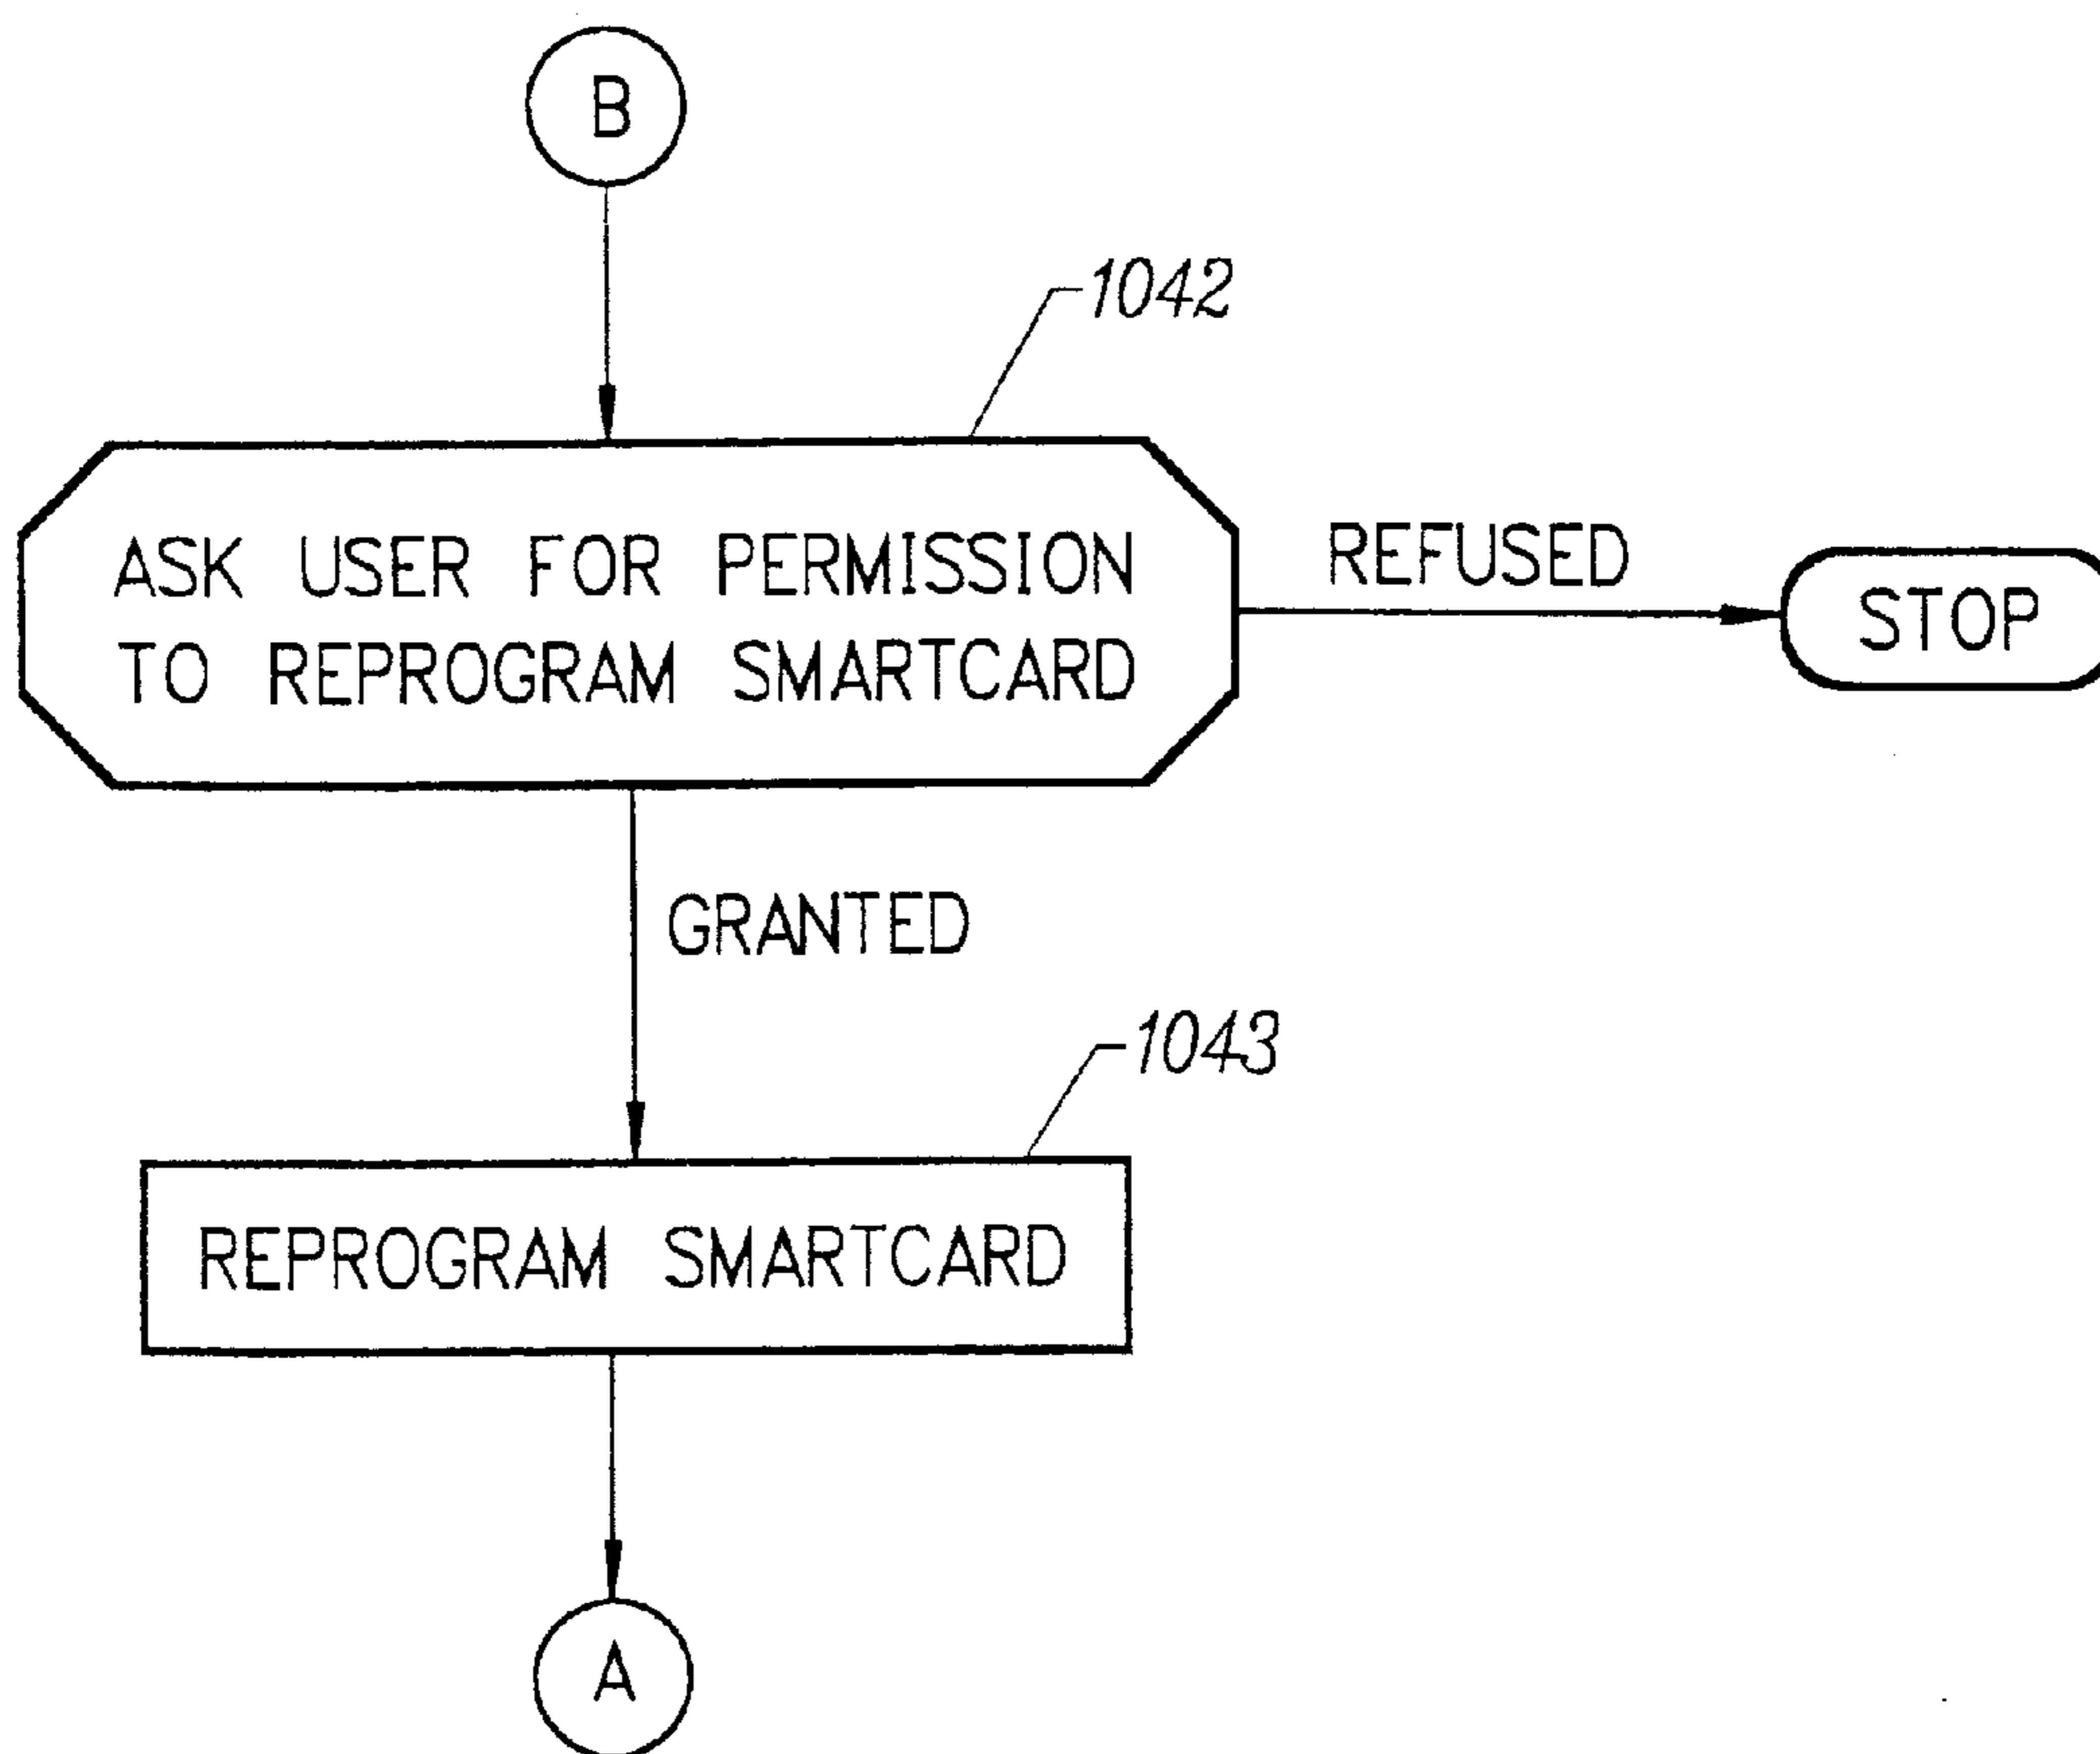 B
1042
ASK USER FOR PERMISSION
TO REPROGRAM SMARTCARD
REFUSED
STOP
GRANTED
1043
REPROGRAM SMARTCARD
A